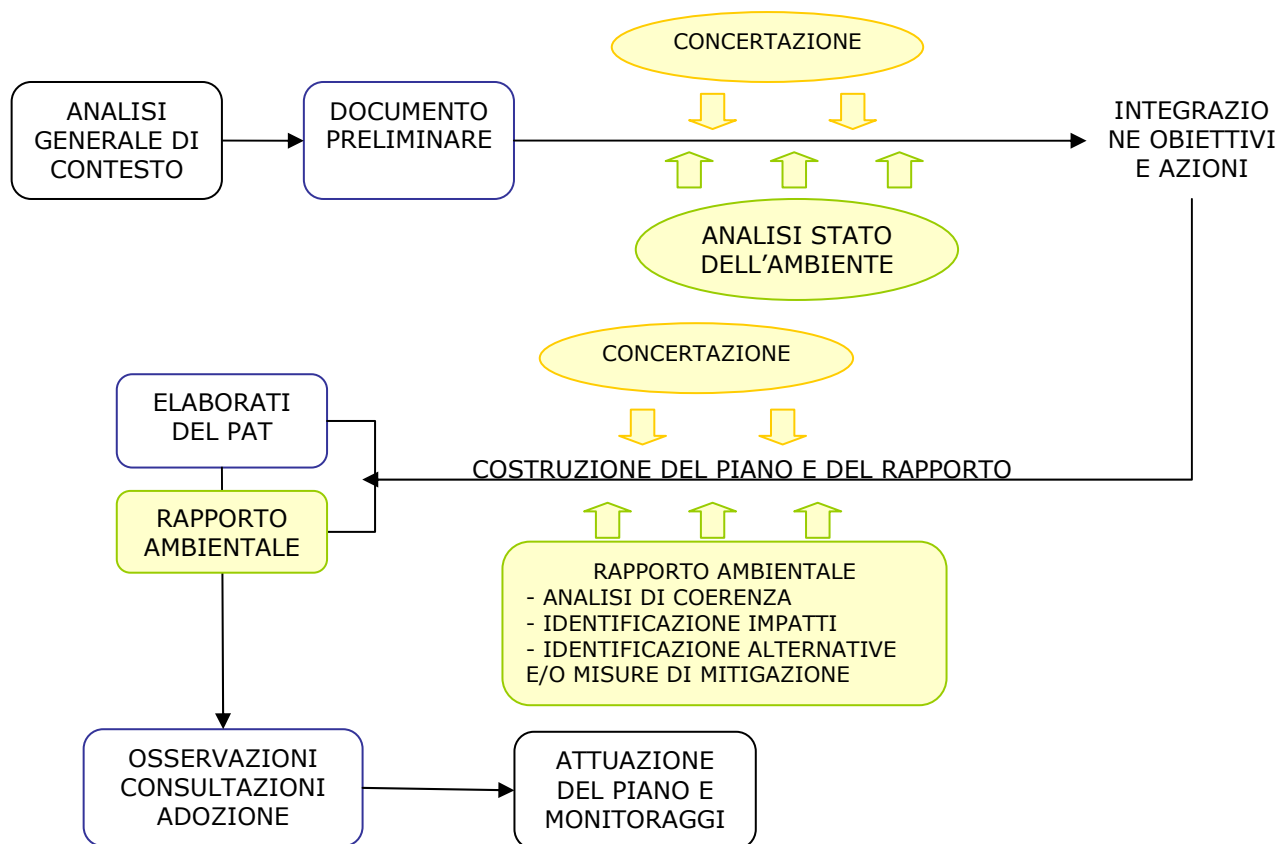 CONCERTAZIONE
ANALISI
GENERALE DI
CONTESTO
DOCUMENTO
PRELIMINARE
INTEGRAZIO
NE OBIETTIVI
E AZIONI
ANALISI STATO
DELL’AMBIENTE
CONCERTAZIONE
ELABORATI
DEL PAT
COSTRUZIONE DEL PIANO E DEL RAPPORTO
RAPPORTO
AMBIENTALE
RAPPORTO AMBIENTALE
- ANALISI DI COERENZA
- IDENTIFICAZIONE IMPATTI
- IDENTIFICAZIONE ALTERNATIVE
E/O MISURE DI MITIGAZIONE
OSSERVAZIONI
CONSULTAZIONI
ADOZIONE
ATTUAZIONE
DEL PIANO E
MONITORAGGI